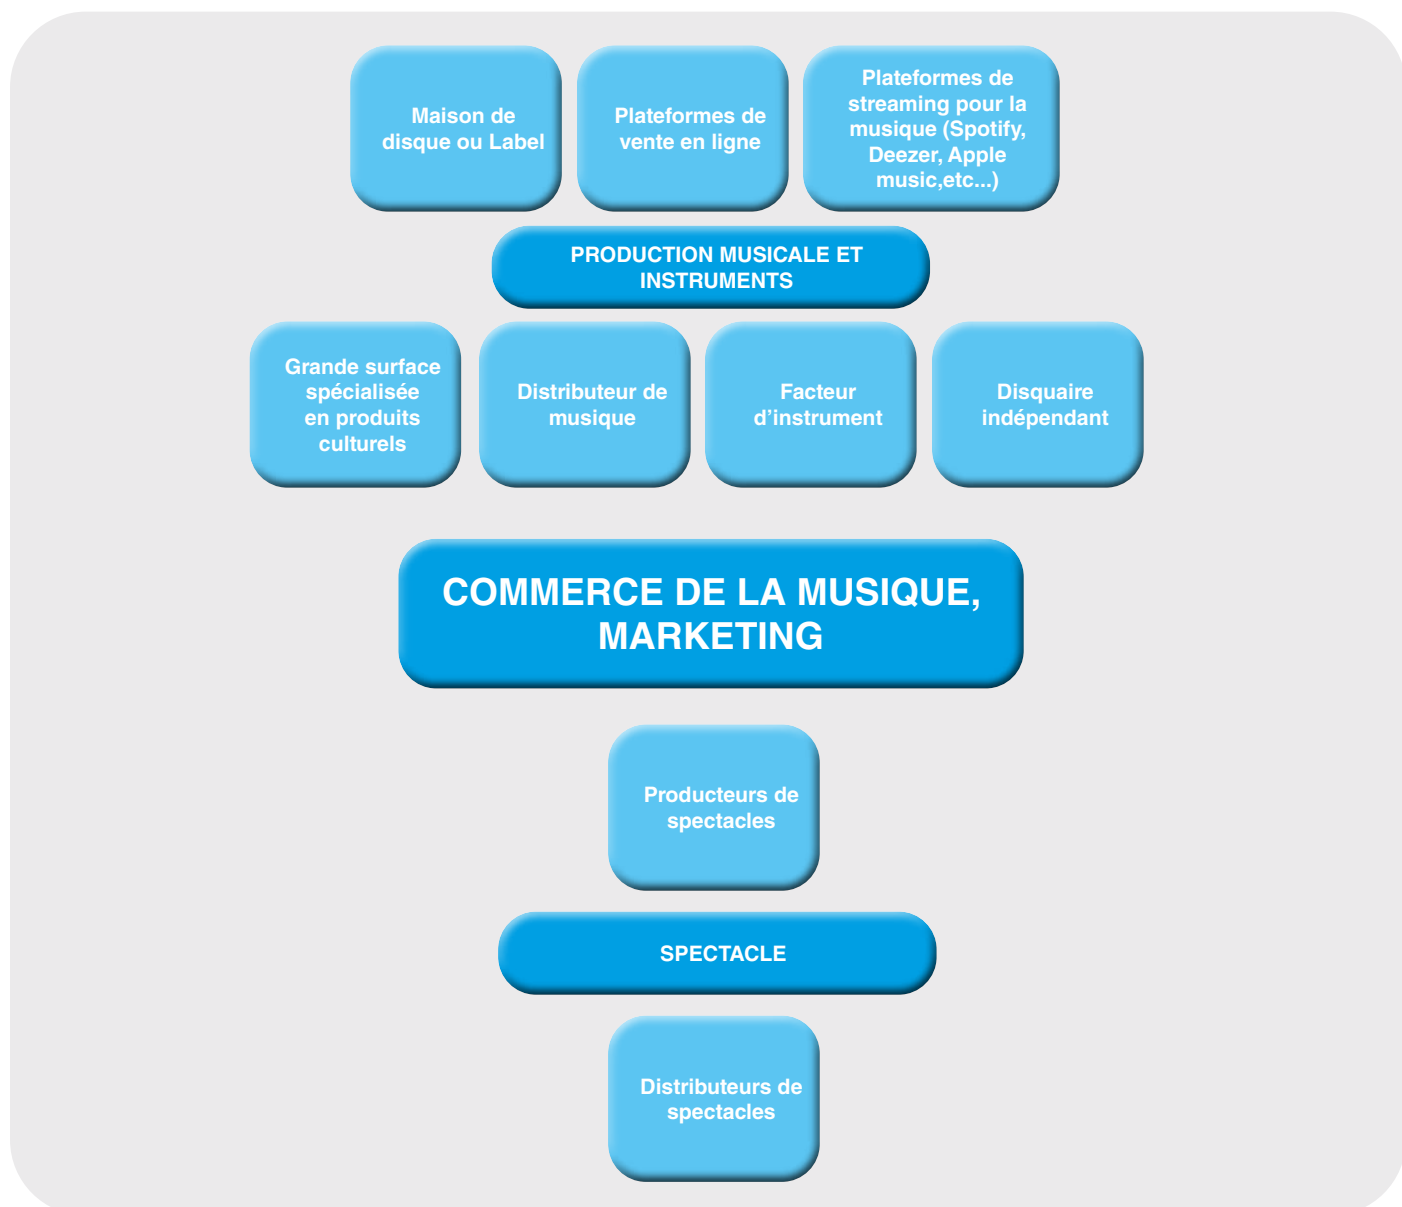 Maison de
disque ou Label
Plateformes de
vente en ligne
Plateformes de
streaming pour la
musique (Spotify,
Deezer, Apple
music,etc...)
PRODUCTION MUSICALE ET
INSTRUMENTS
Grande surface
spécialisée
en produits
culturels
Distributeur de
musique
Facteur
d’instrument
Disquaire
indépendant
COMMERCE DE LA MUSIQUE,
MARKETING
Producteurs de
spectacles
SPECTACLE
Distributeurs de
spectacles